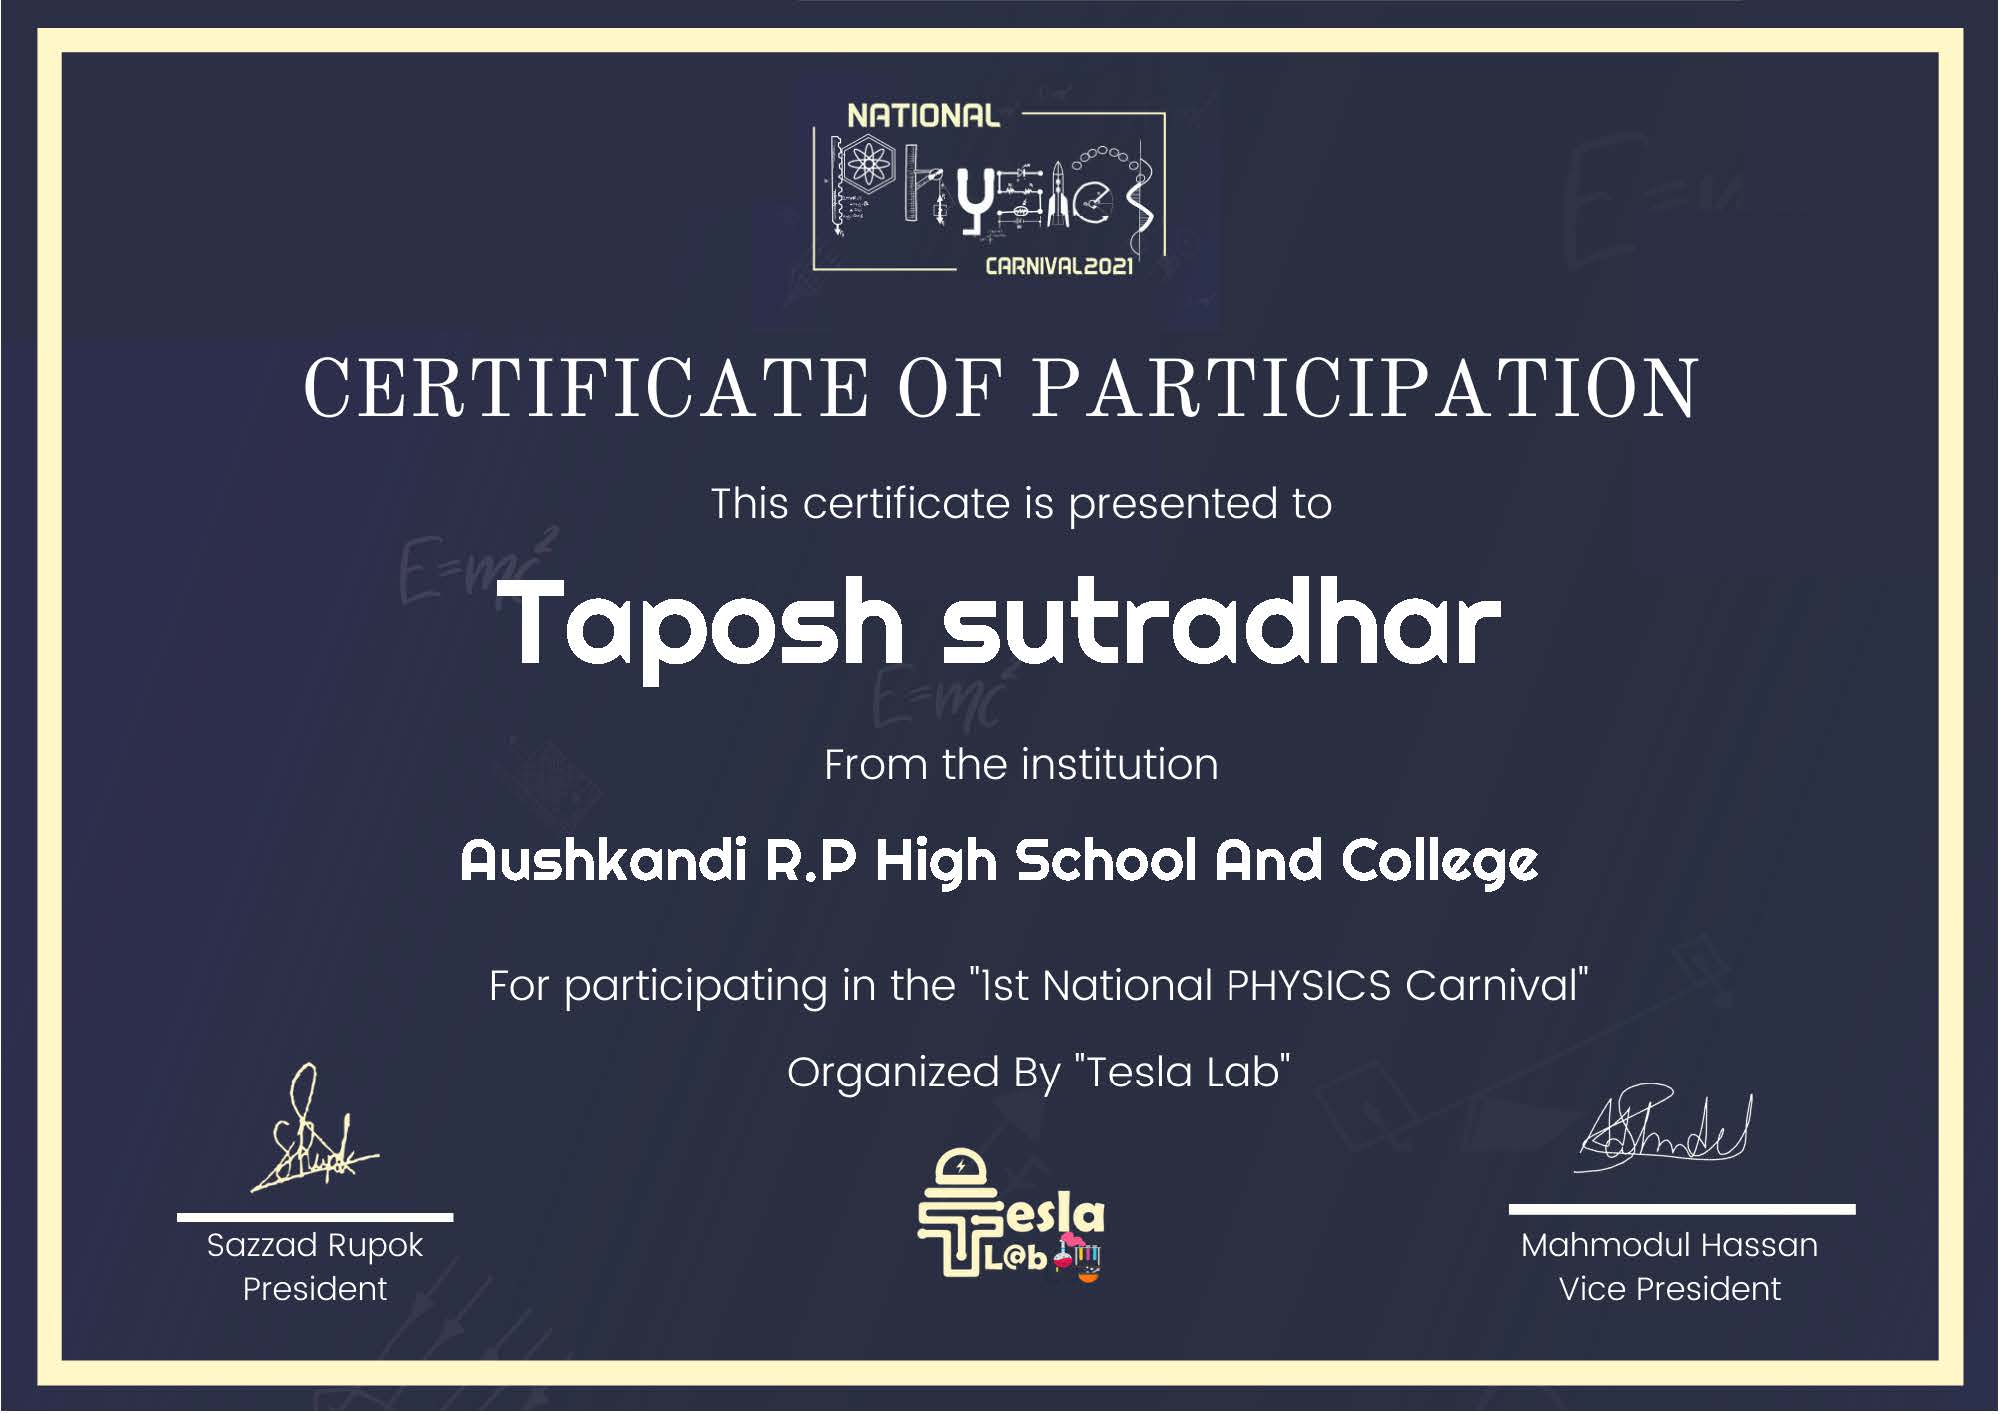 NATIONAL
Physics
CARNIVAL2021
E=m
CERTIFICATE OF PARTICIPATION
This certificate is presented to
E=mc²
Taposh sutradhar
E=mc²
From the institution
Aushkandi R.P High School And College
For participating in the "1st National PHYSICS Carnival"
Organized By "Tesla Lab"
Tesla
L@b
Sazzad Rupok
President
Mahmodul Hassan
Vice President